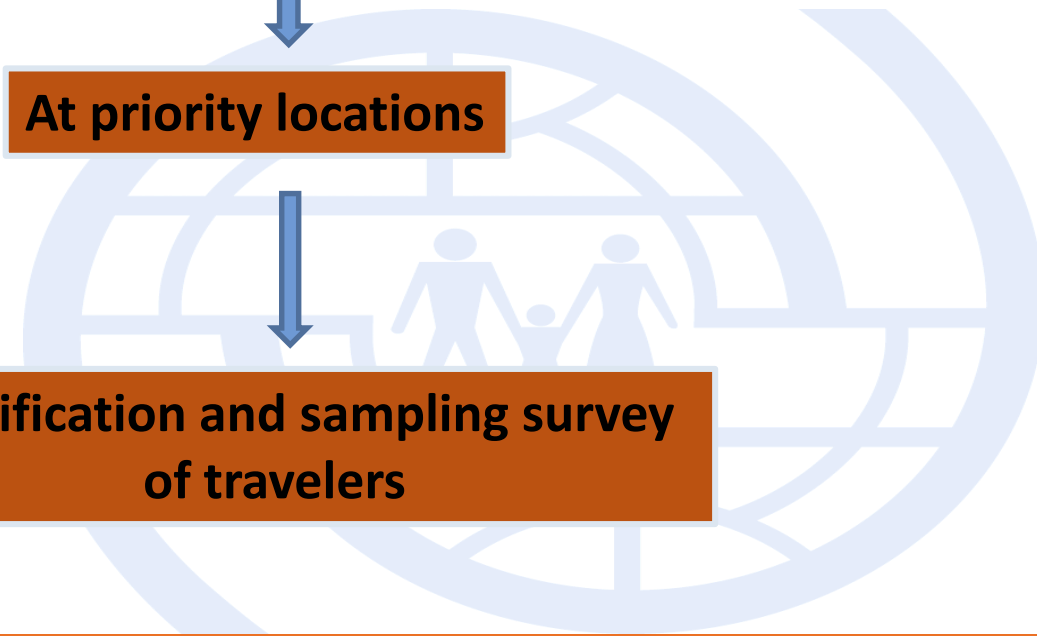 At priority locations
ification and sampling survey
of travelers